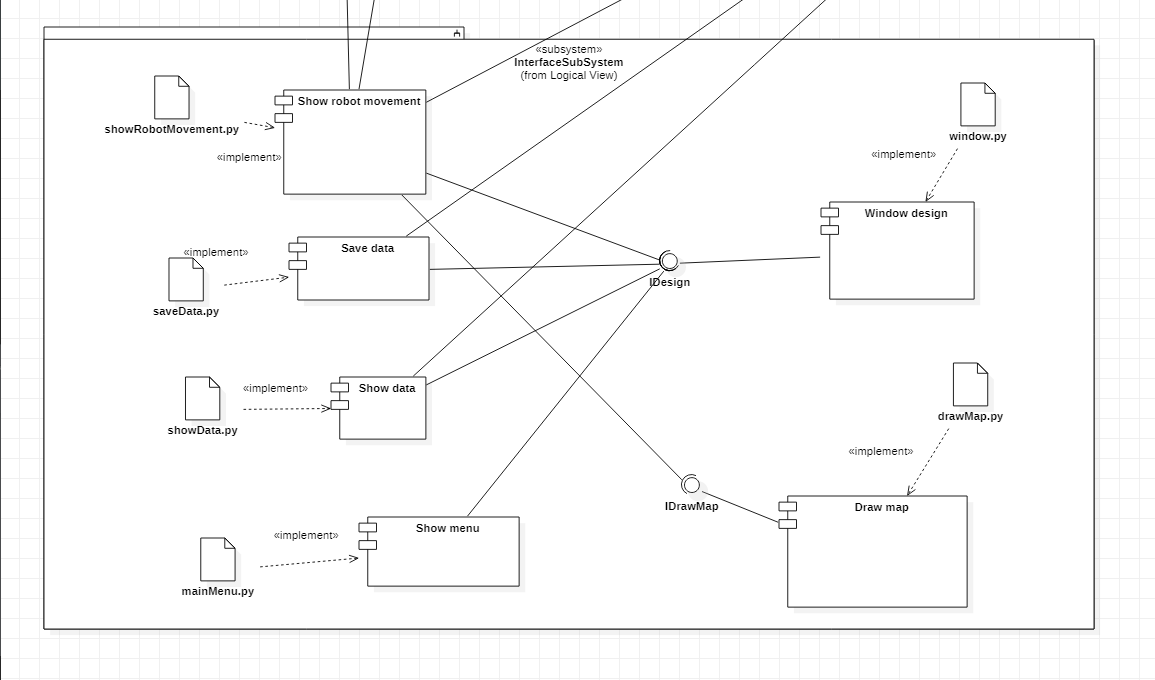 «subsystem»
InterfaceSubSystem
(from Logical View)
Show robot movement
showRobotMovement.py
«implement»
window.py
«implement»
Window design
Save data
«implement»
saveData.py
IDesign
Show data
«implement»
showData.py
drawMap.py
«implement»
IDrawMap
Draw map
Show menu
«implement»
mainMenu.py